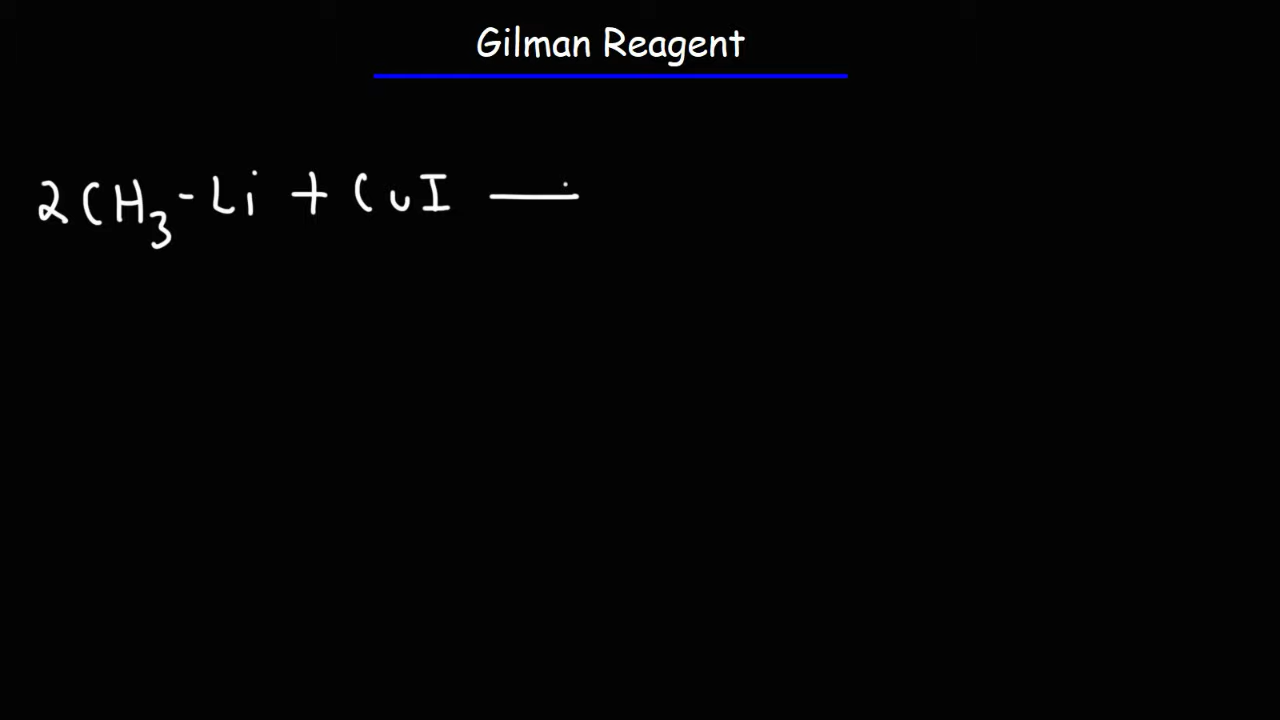 Gilman Reagent
2CH₃-Li + CuI —